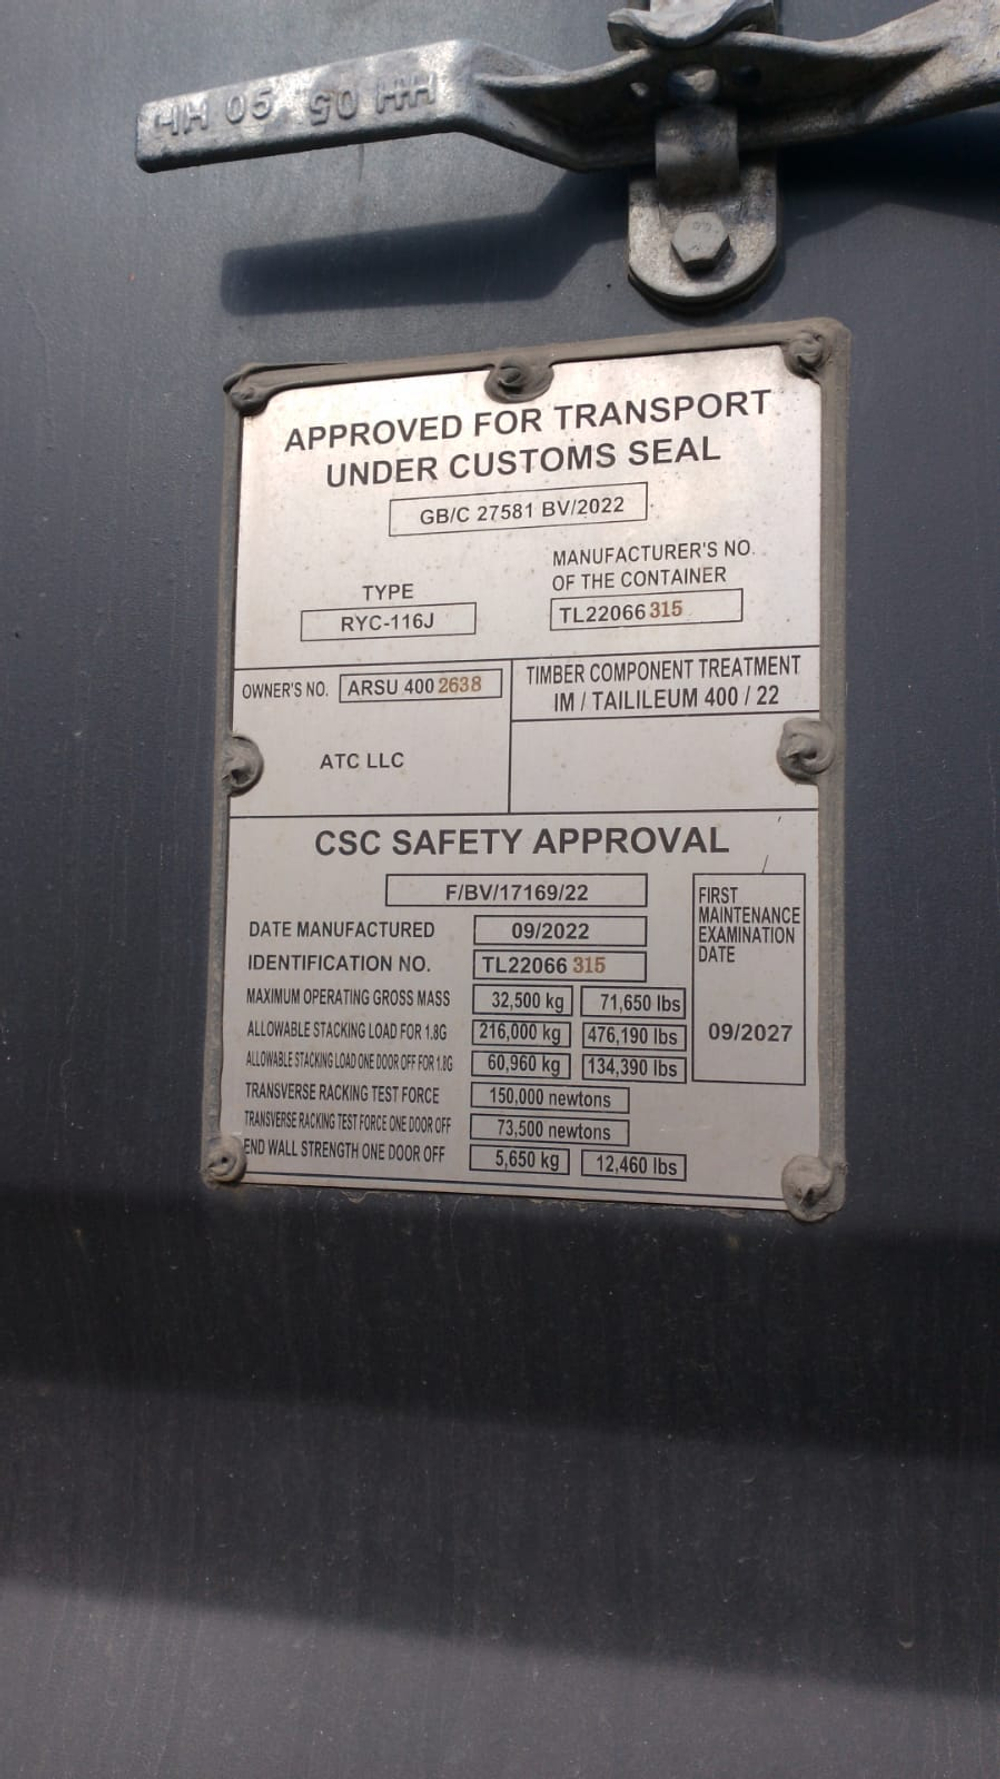 HH 05 50 HH
APPROVED FOR TRANSPORT
UNDER CUSTOMS SEAL
GB/C 27581 BV/2022
TYPE
RYC-116J
MANUFACTURER'S NO.
OF THE CONTAINER
TL22066 315
OWNER'S NO. ARSU 400 2638
ATC LLC
TIMBER COMPONENT TREATMENT
IM / TAILILEUM 400 / 22
CSC SAFETY APPROVAL
F/BV/17169/22
DATE MANUFACTURED 09/2022
IDENTIFICATION NO. TL22066 315
MAXIMUM OPERATING GROSS MASS 32,500 kg 71,650 lbs
ALLOWABLE STACKING LOAD FOR 1.8G 216,000 kg 476,190 lbs
ALLOWABLE STACKING LOAD ONE DOOR OFF FOR 1.8G 60,960 kg 134,390 lbs
TRANSVERSE RACKING TEST FORCE 150,000 newtons
TRANSVERSE RACKING TEST FORCE ONE DOOR OFF 73,500 newtons
END WALL STRENGTH ONE DOOR OFF 5,650 kg 12,460 lbs
FIRST
MAINTENANCE
EXAMINATION
DATE
09/2027